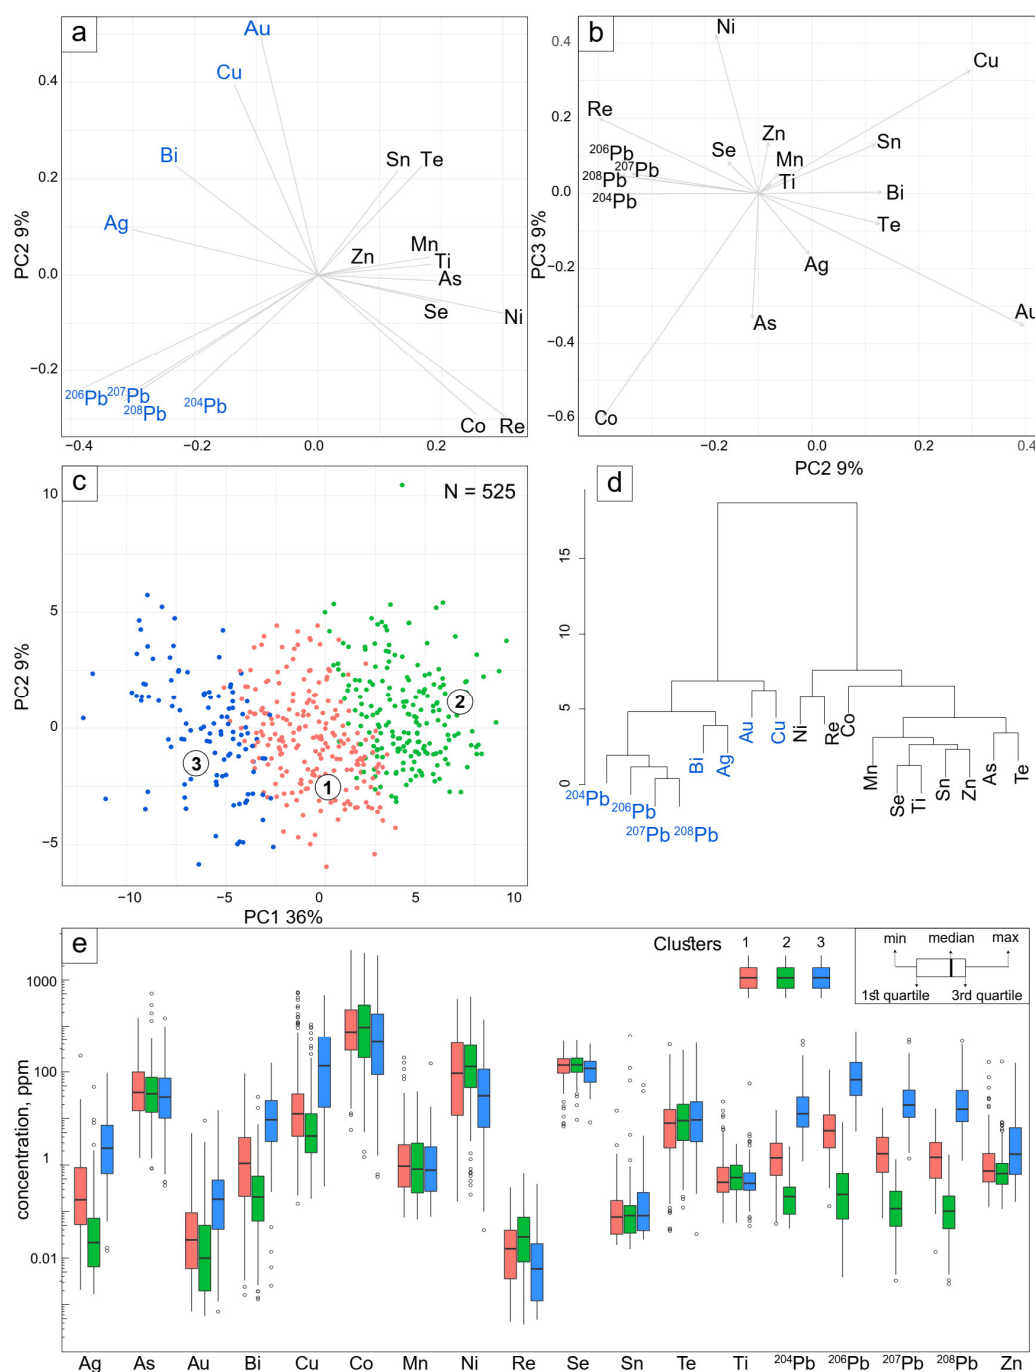 a
Au
Cu
Bi
Ag
Sn Te
Mn
Zn
Ti
As
Se
Ni
Co Re
²⁰⁶Pb ²⁰⁷Pb
²⁰⁸Pb
²⁰⁴Pb
PC2 9%
0.4
0.2
0.0
−0.2
−0.4
−0.2
0.0
0.2
b
Ni
Cu
Re
Zn
Sn
Se
Mn
Ti
²⁰⁶Pb
²⁰⁷Pb
²⁰⁸Pb
²⁰⁴Pb
Bi
Te
Ag
As
Au
Co
PC3 9%
0.4
0.2
0.0
−0.2
−0.4
−0.6
−0.2
0.0
0.2
0.4
PC2 9%
c
N = 525
10
5
0
−5
PC2 9%
1
2
3
−10
−5
0
5
10
PC1 36%
d
15
10
5
0
²⁰⁴Pb
²⁰⁶Pb
²⁰⁷Pb ²⁰⁸Pb
Bi
Ag
Au
Cu
Ni
Re
Co
Mn
Se
Ti
Sn
Zn
As
Te
e
Clusters 1 2 3
min median max
1st quartile 3rd quartile
concentration, ppm
1000
100
1
0.01
Ag As Au Bi Cu Co Mn Ni Re Se Sn Te Ti ²⁰⁴Pb ²⁰⁶Pb ²⁰⁷Pb ²⁰⁸Pb Zn